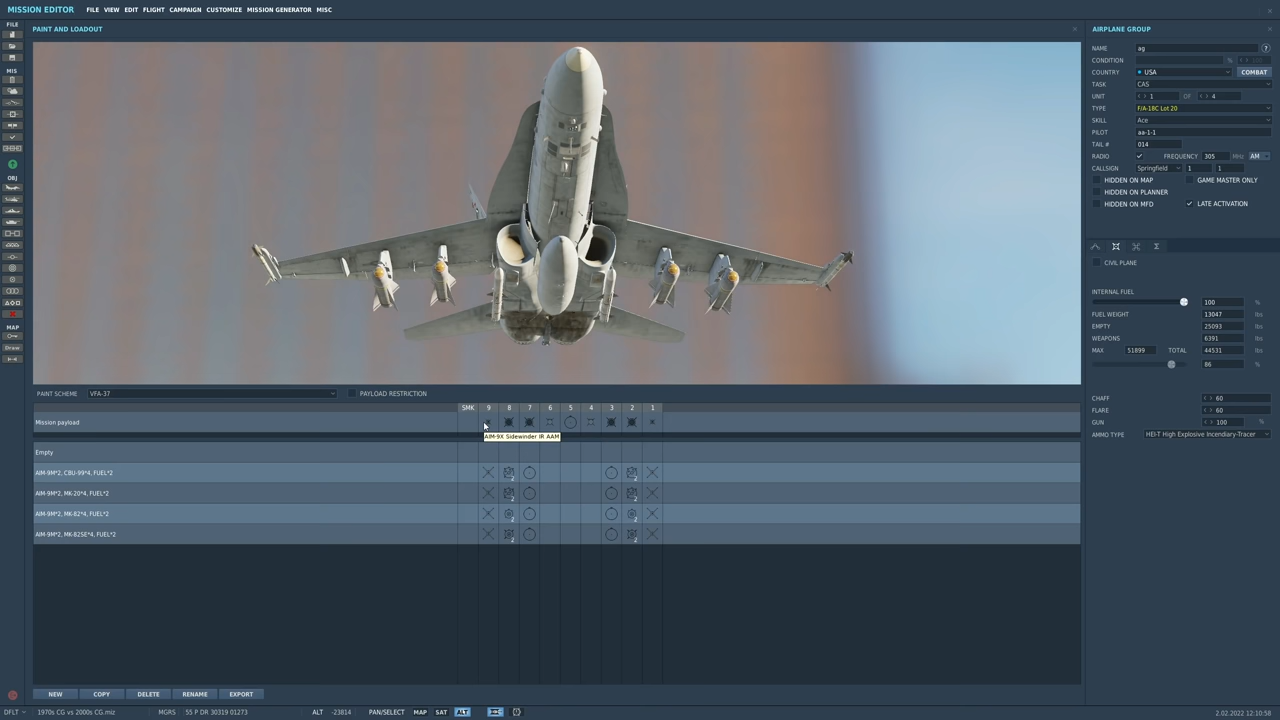 MISSION EDITOR FILE VIEW EDIT FLIGHT CAMPAIGN CUSTOMIZE MISSION GENERATOR MISC
FILE
MIS
OBJ
MAP
Draw
PAINT AND LOADOUT
PAINT SCHEME VFA-37 PAYLOAD RESTRICTION
SMK 9 8 7 6 5 4 3 2 1
Mission payload
AIM-9X Sidewinder IR AAM
Empty
AIM-9M*2, CBU-99*4, FUEL*2 2 2
AIM-9M*2, MK-20*4, FUEL*2 2 2
AIM-9M*2, MK-82*4, FUEL*2 2 2
AIM-9M*2, MK-82SE*4, FUEL*2 2 2
NEW COPY DELETE RENAME EXPORT
AIRPLANE GROUP
NAME ag ?
CONDITION %
COUNTRY USA COMBAT
TASK CAS
UNIT 1 OF 4
TYPE F/A-18C Lot 20
SKILL Ace
PILOT aa-1-1
TAIL # 014
RADIO FREQUENCY 305 MHz AM
CALLSIGN Springfield 1 1
HIDDEN ON MAP GAME MASTER ONLY
HIDDEN ON PLANNER
HIDDEN ON MFD LATE ACTIVATION
CIVIL PLANE
INTERNAL FUEL
100 %
FUEL WEIGHT 13047 lbs
EMPTY 25093 lbs
WEAPONS 6391 lbs
MAX 51899 TOTAL 44531 lbs
86 %
CHAFF 60
FLARE 60
GUN 100 %
AMMO TYPE HEI-T High Explosive Incendiary-Tracer
DFLT 1970s CG vs 2000s CG.miz MGRS 55 P DR 30319 01273 ALT -23814 PAN/SELECT MAP SAT ALT 2.02.2022 12:10:58